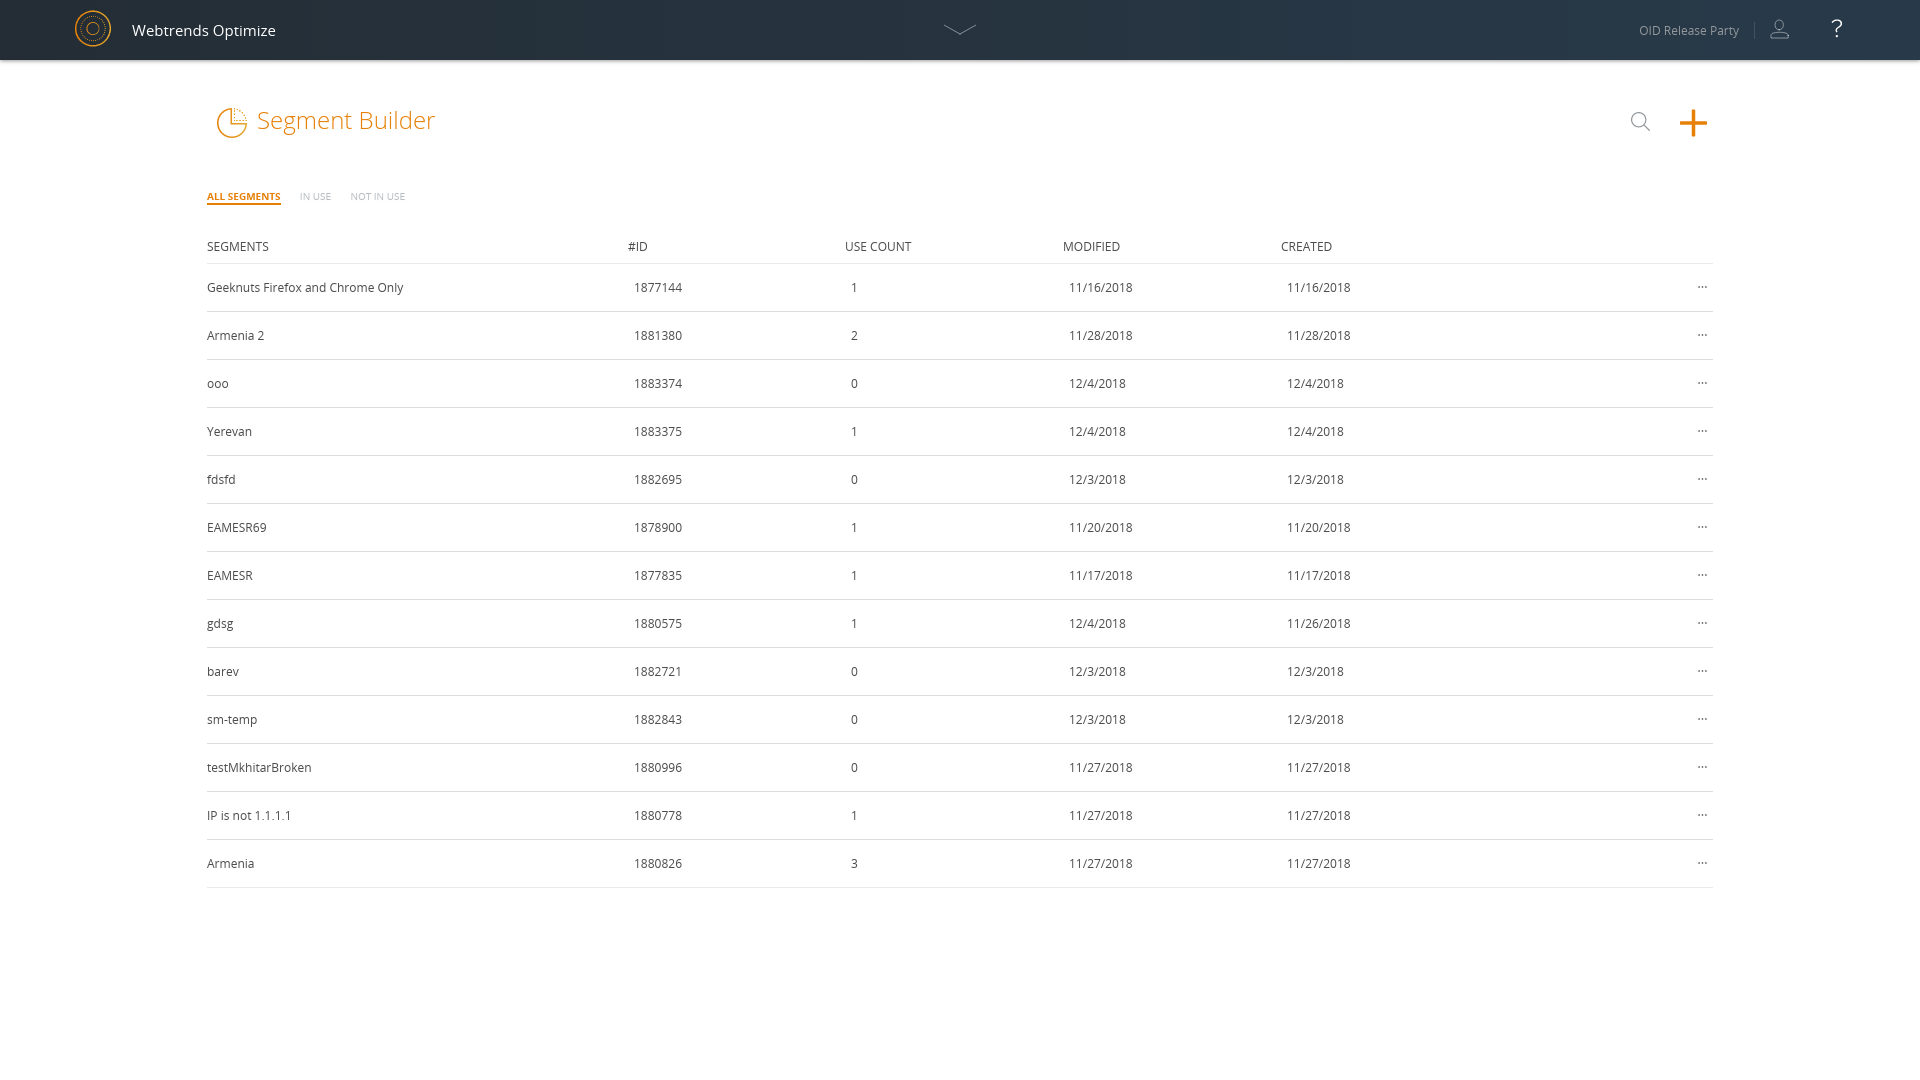 Webtrends Optimize
OID Release Party
?
Segment Builder
ALL SEGMENTS IN USE NOT IN USE
SEGMENTS #ID USE COUNT MODIFIED CREATED
Geeknuts Firefox and Chrome Only 1877144 1 11/16/2018 11/16/2018 ...
Armenia 2 1881380 2 11/28/2018 11/28/2018 ...
ooo 1883374 0 12/4/2018 12/4/2018 ...
Yerevan 1883375 1 12/4/2018 12/4/2018 ...
fdsfd 1882695 0 12/3/2018 12/3/2018 ...
EAMESR69 1878900 1 11/20/2018 11/20/2018 ...
EAMESR 1877835 1 11/17/2018 11/17/2018 ...
gdsg 1880575 1 12/4/2018 11/26/2018 ...
barev 1882721 0 12/3/2018 12/3/2018 ...
sm-temp 1882843 0 12/3/2018 12/3/2018 ...
testMkhitarBroken 1880996 0 11/27/2018 11/27/2018 ...
IP is not 1.1.1.1 1880778 1 11/27/2018 11/27/2018 ...
Armenia 1880826 3 11/27/2018 11/27/2018 ...